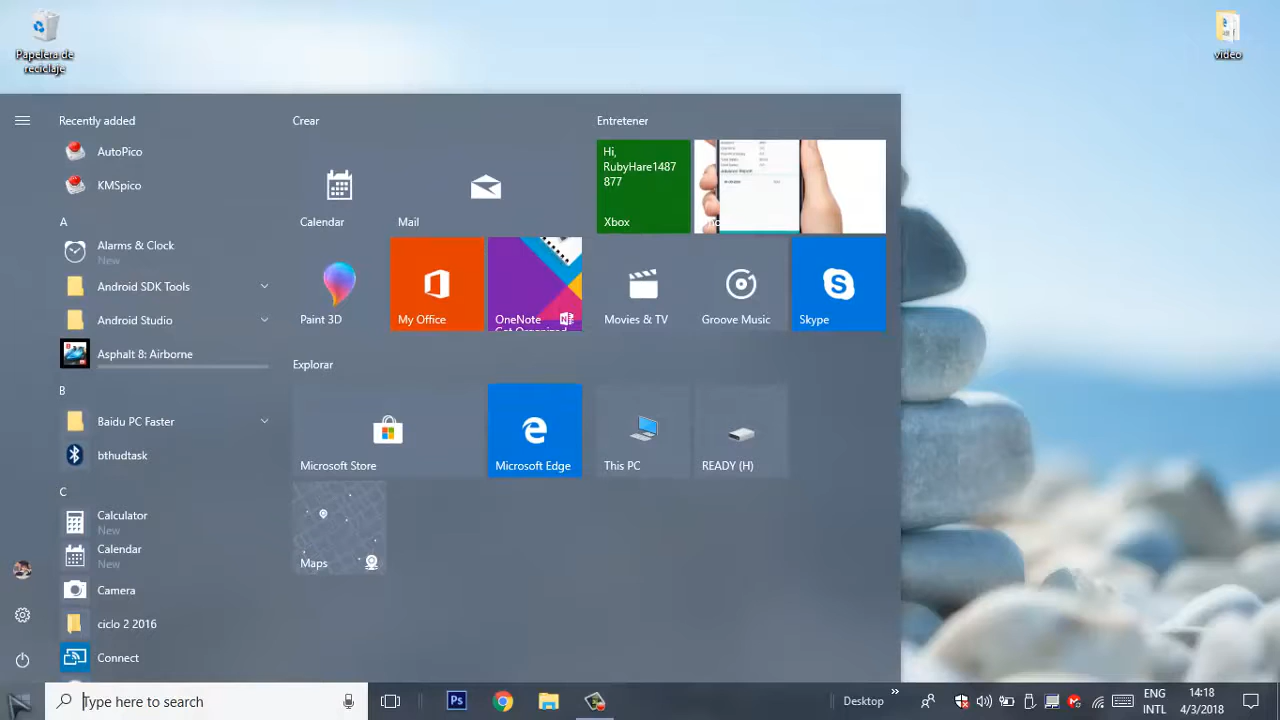 Papelera de
reciclaje
video
Recently added
AutoPico
KMSpico
A
Alarms & Clock
New
Android SDK Tools
Android Studio
Asphalt 8: Airborne
B
Baidu PC Faster
bthudtask
C
Calculator
New
Calendar
New
Camera
ciclo 2 2016
Connect
Crear
Calendar
Mail
Paint 3D
My Office
OneNote
Get Organized
Explorar
Microsoft Store
Microsoft Edge
This PC
READY (H)
Maps
Entretener
Hi,
RubyHare1487
877
Xbox
Movies & TV
Groove Music
Skype
Type here to search
Ps
Desktop
ENG
INTL
14:18
4/3/2018